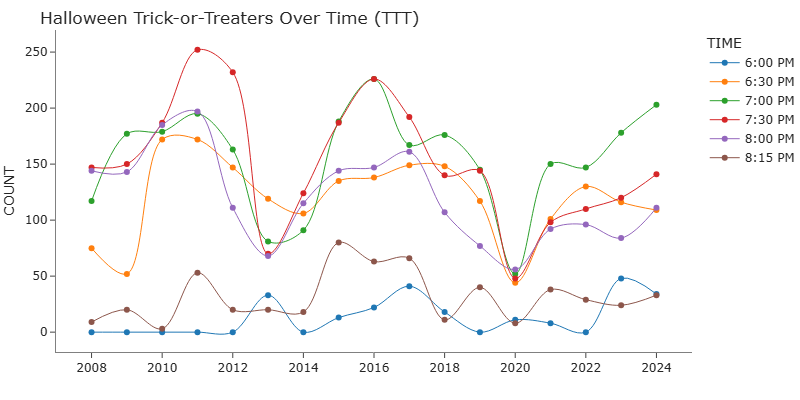 Halloween Trick-or-Treaters Over Time (TTT)
TIME
6:00 PM
6:30 PM
7:00 PM
7:30 PM
8:00 PM
8:15 PM
COUNT
250
200
150
100
50
0
2008 2010 2012 2014 2016 2018 2020 2022 2024